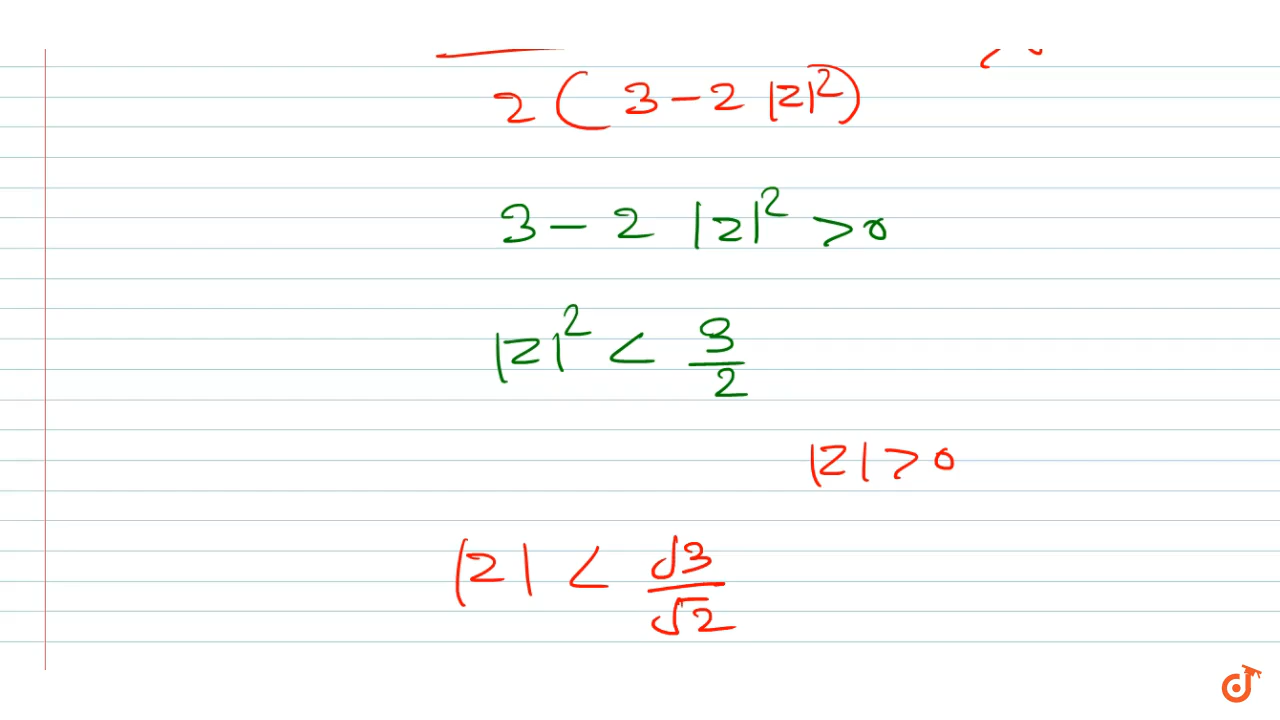 2 ( 3 - 2 |z|²)
3 - 2 |z|² > 0
|z|² < 3/2
|z| > 0
|z| < √3/√2